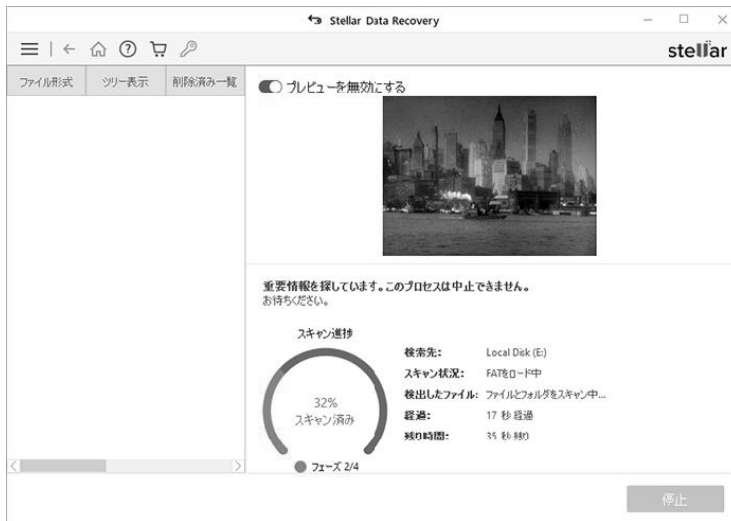 Stellar Data Recovery
stellar
ファイル形式 ツリー表示 削除済み一覧
プレビューを無効にする
重要情報を探しています。このプロセスは中止できません。
お待ちください。
スキャン進捗
32%
スキャン済み
フェーズ 2/4
検索先: Local Disk (E:)
スキャン状況: FATをロード中
検出したファイル: ファイルとフォルダをスキャン中...
経過: 17 秒 経過
残り時間: 35 秒 残り
停止